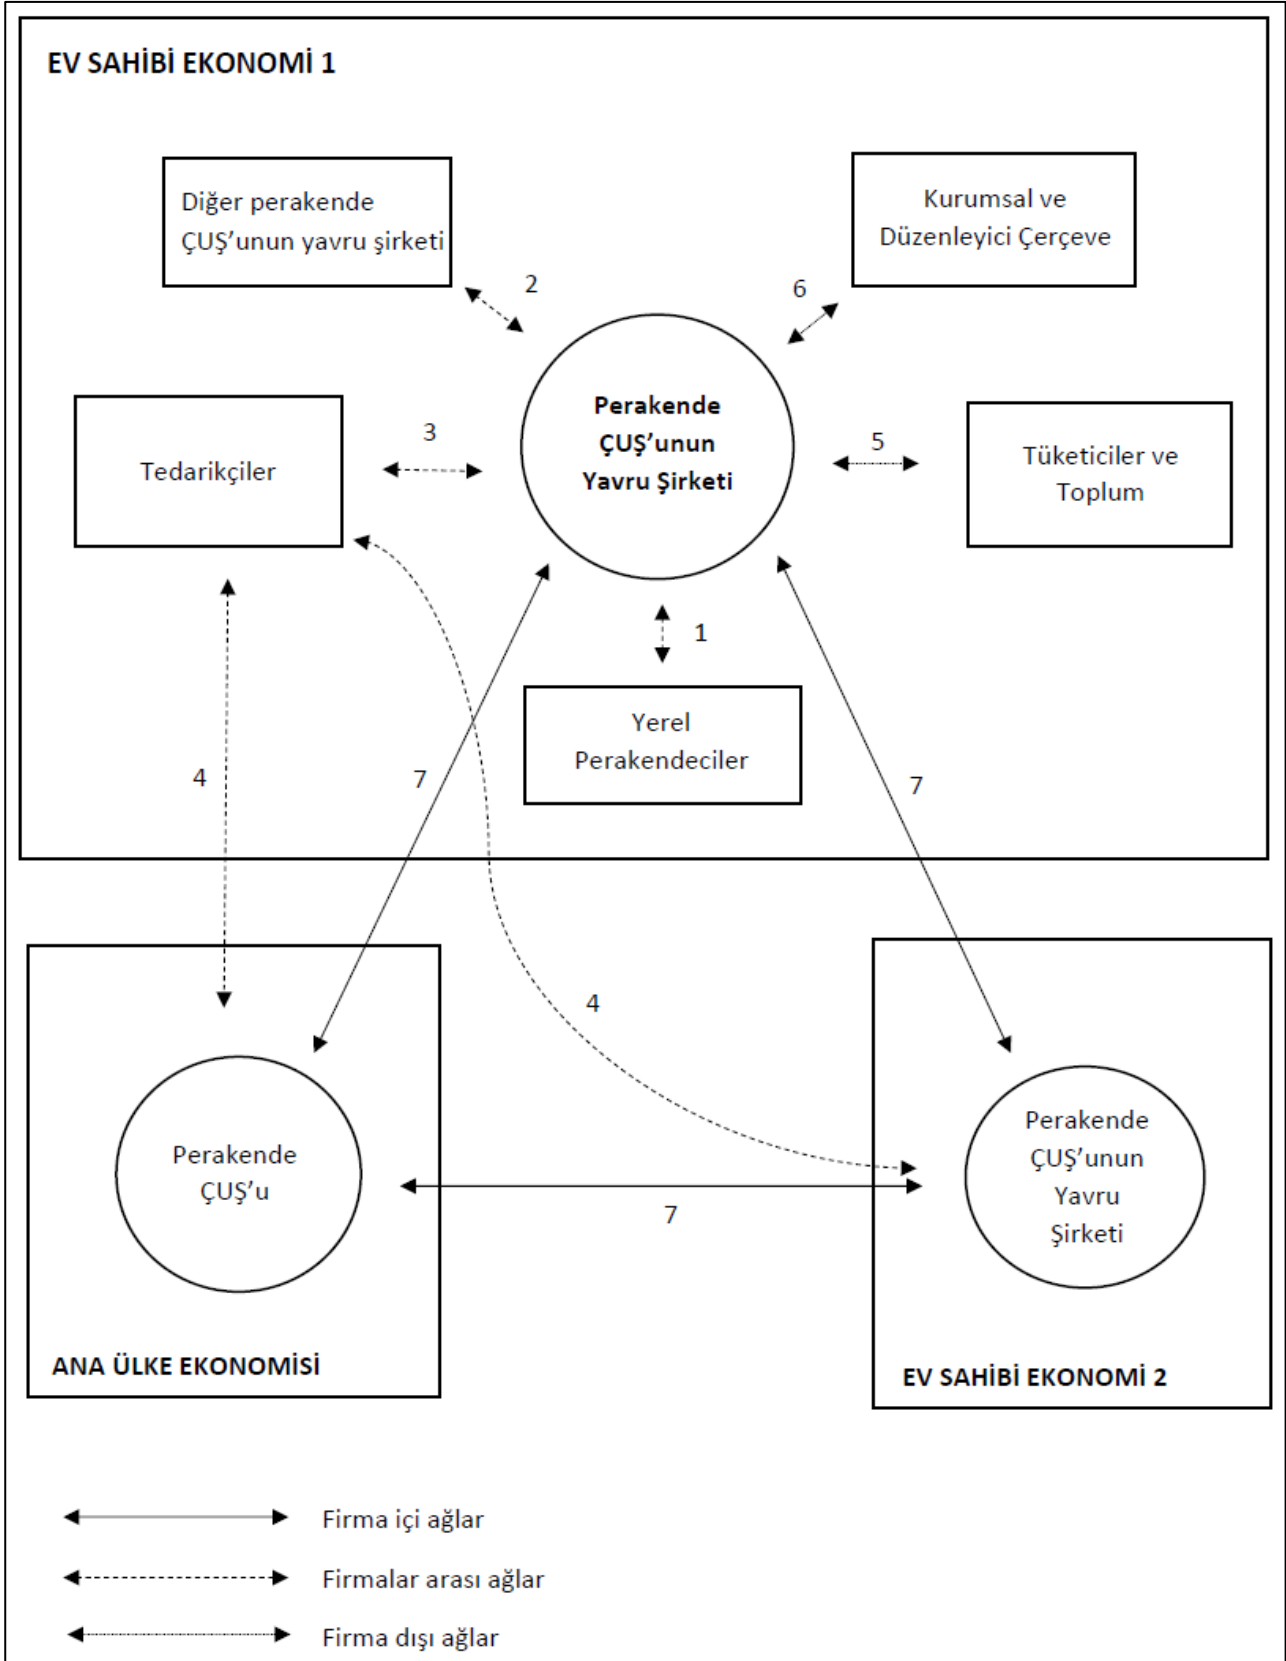 EV SAHİBİ EKONOMİ 1
Diğer perakende
ÇUŞ'unun yavru şirketi
Kurumsal ve
Düzenleyici Çerçeve
2
6
Perakende
ÇUŞ'unun
Yavru Şirketi
Tedarikçiler
3
5
Tüketiciler ve
Toplum
1
Yerel
Perakendeciler
4
7
7
4
Perakende
ÇUŞ'u
7
Perakende
ÇUŞ'unun
Yavru
Şirketi
ANA ÜLKE EKONOMİSİ
EV SAHİBİ EKONOMİ 2
Firma içi ağlar
Firmalar arası ağlar
Firma dışı ağlar